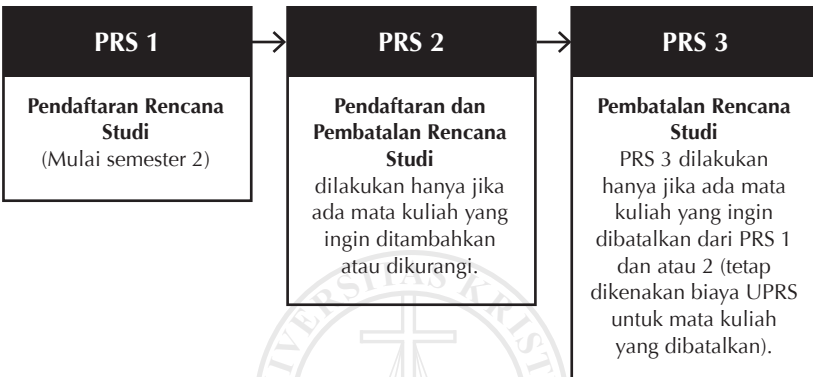 PRS 1
Pendaftaran Rencana
Studi
(Mulai semester 2)
PRS 2
Pendaftaran dan
Pembatalan Rencana
Studi
dilakukan hanya jika
ada mata kuliah yang
ingin ditambahkan
atau dikurangi.
PRS 3
Pembatalan Rencana
Studi
PRS 3 dilakukan
hanya jika ada mata
kuliah yang ingin
dibatalkan dari PRS 1
dan atau 2 (tetap
dikenakan biaya UPRS
untuk mata kuliah
yang dibatalkan).